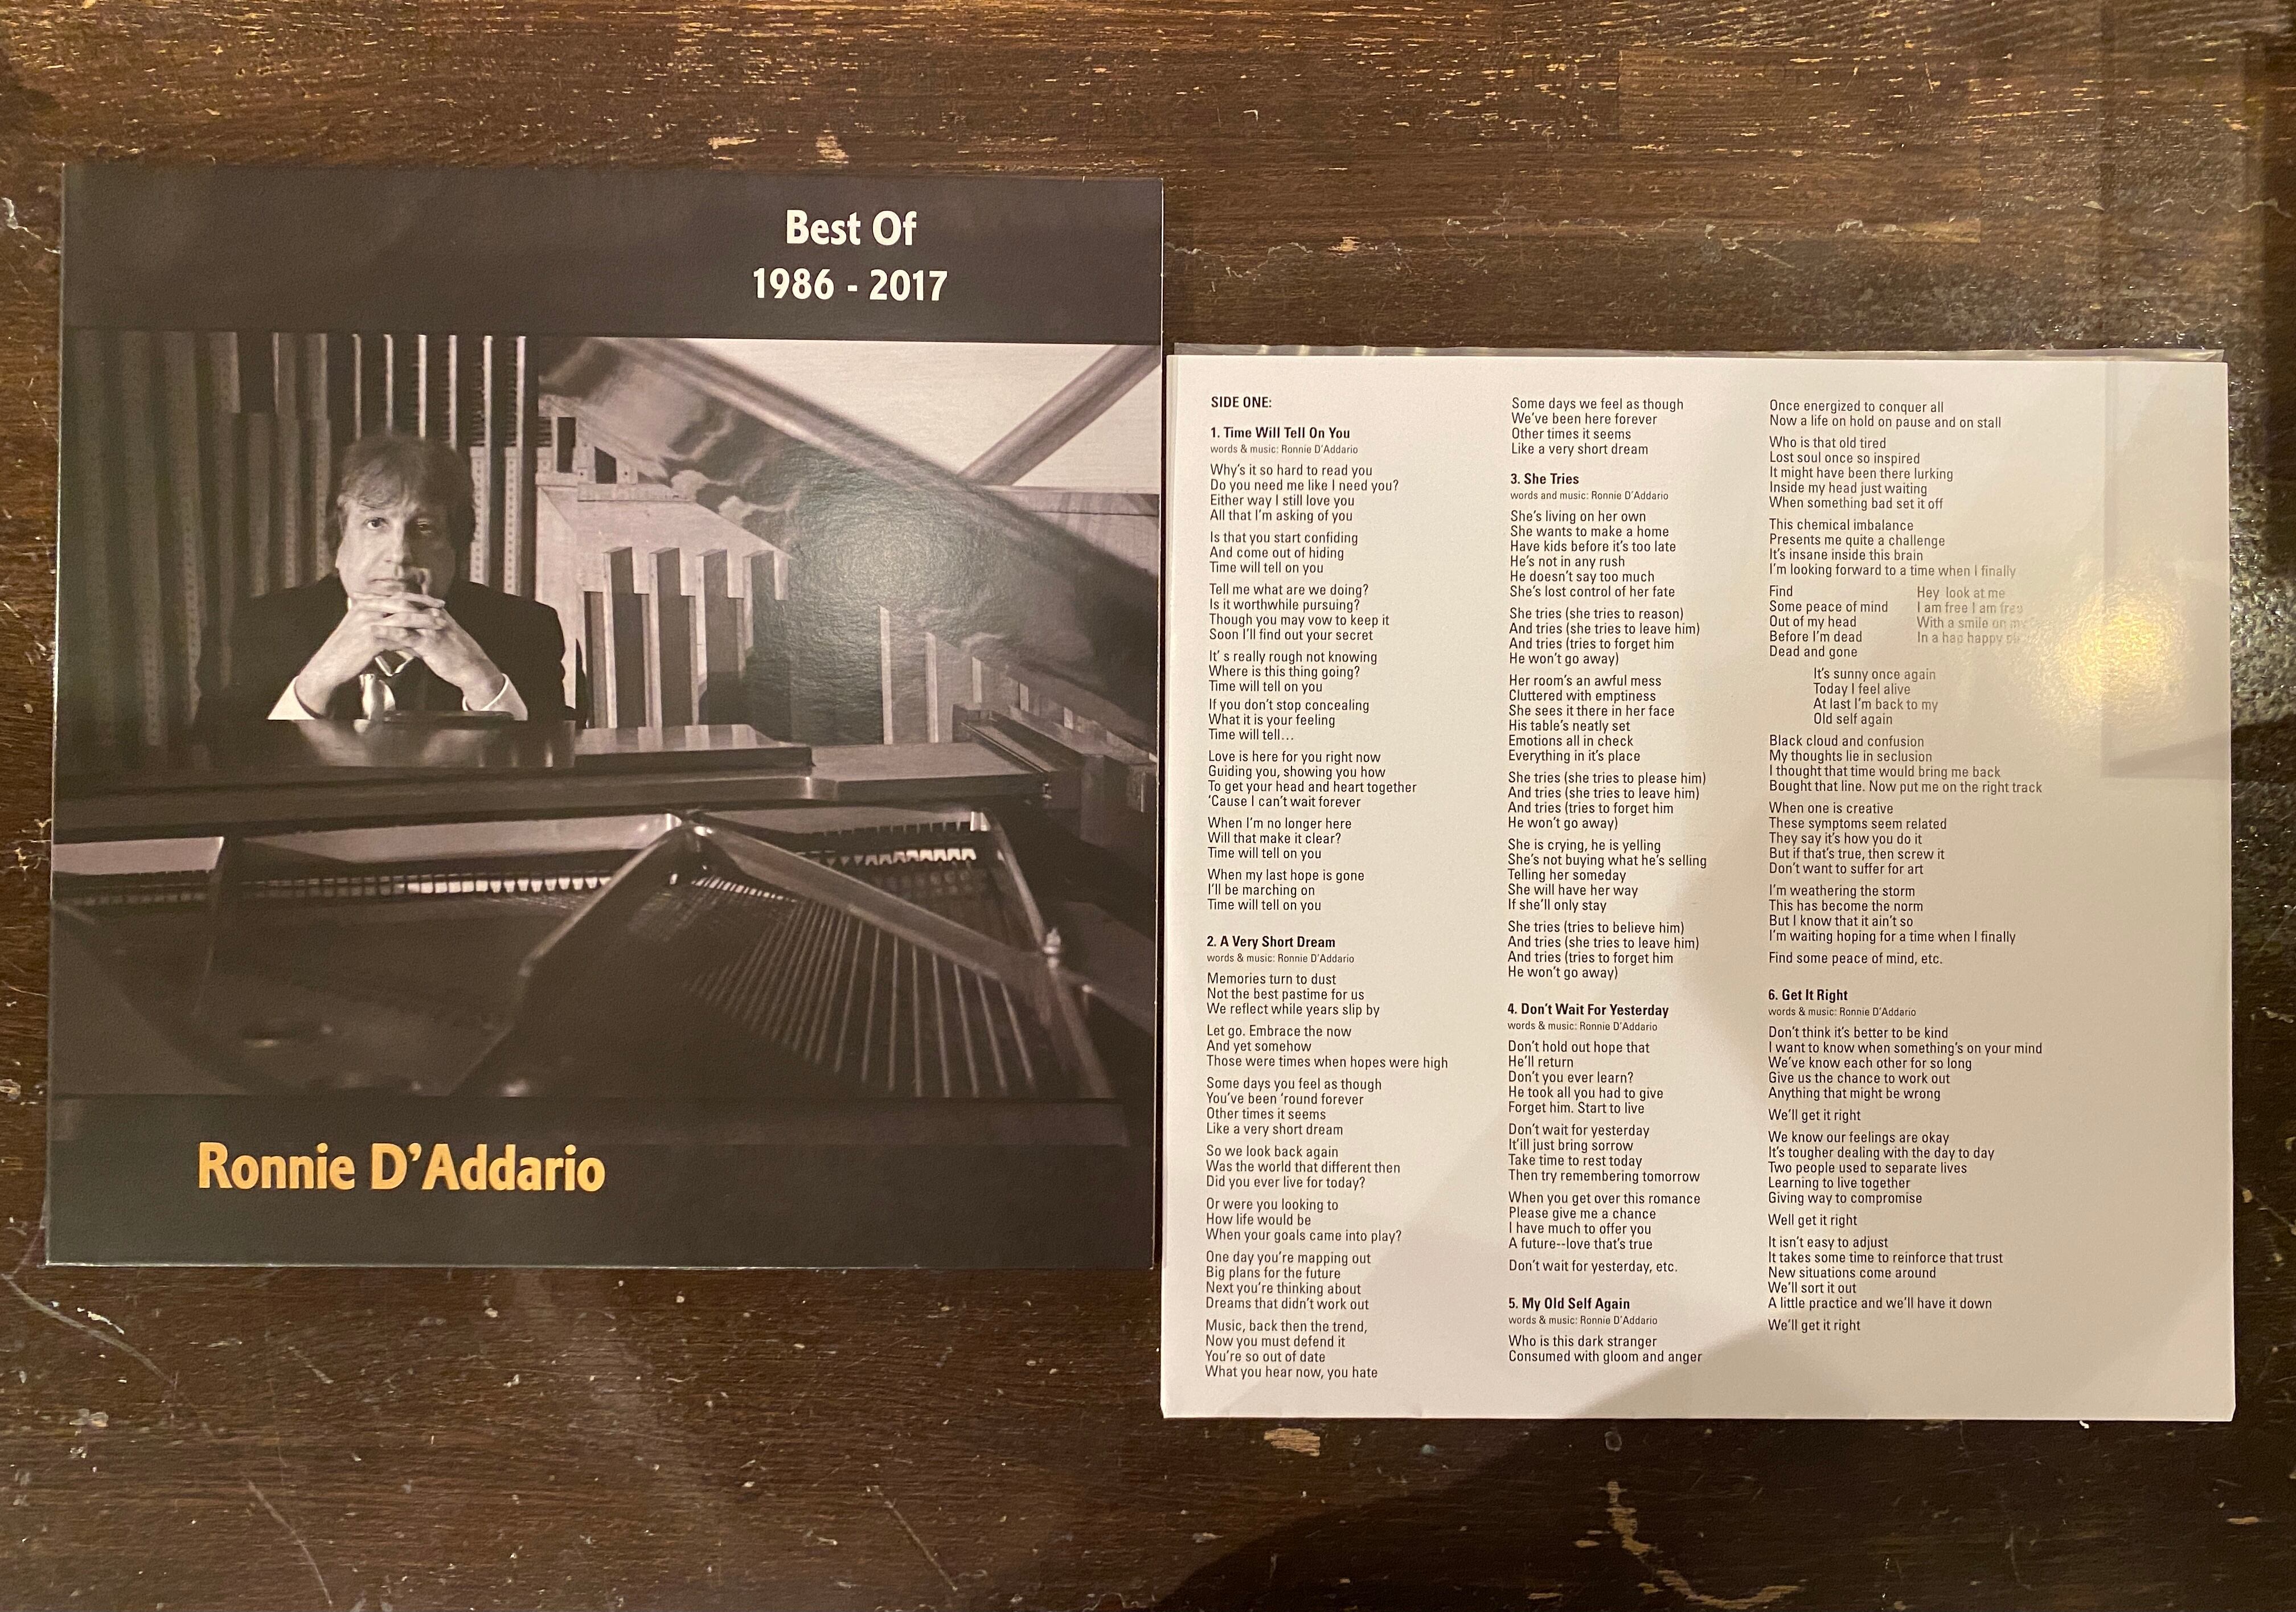 Best Of
1986 - 2017
Ronnie D'Addario
SIDE ONE:
1. Time Will Tell On You
words & music: Ronnie D'Addario
Why's it so hard to read you
Do you need me like I need you?
Either way I still love you
All that I'm asking of you
Is that you start confiding
And come out of hiding
Time will tell on you
Tell me what are we doing?
Is it worthwhile pursuing?
Though you may vow to keep it
Soon I'll find out your secret
It' s really rough not knowing
Where is this thing going?
Time will tell on you
If you don't stop concealing
What it is your feeling
Time will tell...
Love is here for you right now
Guiding you, showing you how
To get your head and heart together
'Cause I can't wait forever
When I'm no longer here
Will that make it clear?
Time will tell on you
When my last hope is gone
I'll be marching on
Time will tell on you
2. A Very Short Dream
words & music: Ronnie D'Addario
Memories turn to dust
Not the best pastime for us
We reflect while years slip by
Let go. Embrace the now
And yet somehow
Those were times when hopes were high
Some days you feel as though
You've been 'round forever
Other times it seems
Like a very short dream
So we look back again
Was the world that different then
Did you ever live for today?
Or were you looking to
How life would be
When your goals came into play?
One day you're mapping out
Big plans for the future
Next you're thinking about
Dreams that didn't work out
Music, back then the trend,
Now you must defend it
You're so out of date
What you hear now, you hate
Some days we feel as though
We've been here forever
Other times it seems
Like a very short dream
3. She Tries
words and music: Ronnie D'Addario
She's living on her own
She wants to make a home
Have kids before it's too late
He's not in any rush
He doesn't say too much
She's lost control of her fate
She tries (she tries to reason)
And tries (she tries to leave him)
And tries (tries to forget him
He won't go away)
Her room's an awful mess
Cluttered with emptiness
She sees it there in her face
His table's neatly set
Emotions all in check
Everything in it's place
She tries (she tries to please him)
And tries (she tries to leave him)
And tries (tries to forget him
He won't go away)
She is crying, he is yelling
She's not buying what he's selling
Telling her someday
She will have her way
If she'll only stay
She tries (tries to believe him)
And tries (she tries to leave him)
And tries (tries to forget him
He won't go away)
4. Don't Wait For Yesterday
words & music: Ronnie D'Addario
Don't hold out hope that
He'll return
Don't you ever learn?
He took all you had to give
Forget him. Start to live
Don't wait for yesterday
It'ill just bring sorrow
Take time to rest today
Then try remembering tomorrow
When you get over this romance
Please give me a chance
I have much to offer you
A future--love that's true
Don't wait for yesterday, etc.
5. My Old Self Again
words & music: Ronnie D'Addario
Who is this dark stranger
Consumed with gloom and anger
Once energized to conquer all
Now a life on hold on pause and on stall
Who is that old tired
Lost soul once so inspired
It might have been there lurking
Inside my head just waiting
When something bad set it off
This chemical imbalance
Presents me quite a challenge
It's insane inside this brain
I'm looking forward to a time when I finally
Find
Some peace of mind
Out of my head
Before I'm dead
Dead and gone
Hey look at me
I am free I am free
With a smile on
In a hap happy
It's sunny once again
Today I feel alive
At last I'm back to my
Old self again
Black cloud and confusion
My thoughts lie in seclusion
I thought that time would bring me back
Bought that line. Now put me on the right track
When one is creative
These symptoms seem related
They say it's how you do it
But if that's true, then screw it
Don't want to suffer for art
I'm weathering the storm
This has become the norm
But I know that it ain't so
I'm waiting hoping for a time when I finally
Find some peace of mind, etc.
6. Get It Right
words & music: Ronnie D'Addario
Don't think it's better to be kind
I want to know when something's on your mind
We've know each other for so long
Give us the chance to work out
Anything that might be wrong
We'll get it right
We know our feelings are okay
It's tougher dealing with the day to day
Two people used to separate lives
Learning to live together
Giving way to compromise
Well get it right
It isn't easy to adjust
It takes some time to reinforce that trust
New situations come around
We'll sort it out
A little practice and we'll have it down
We'll get it right